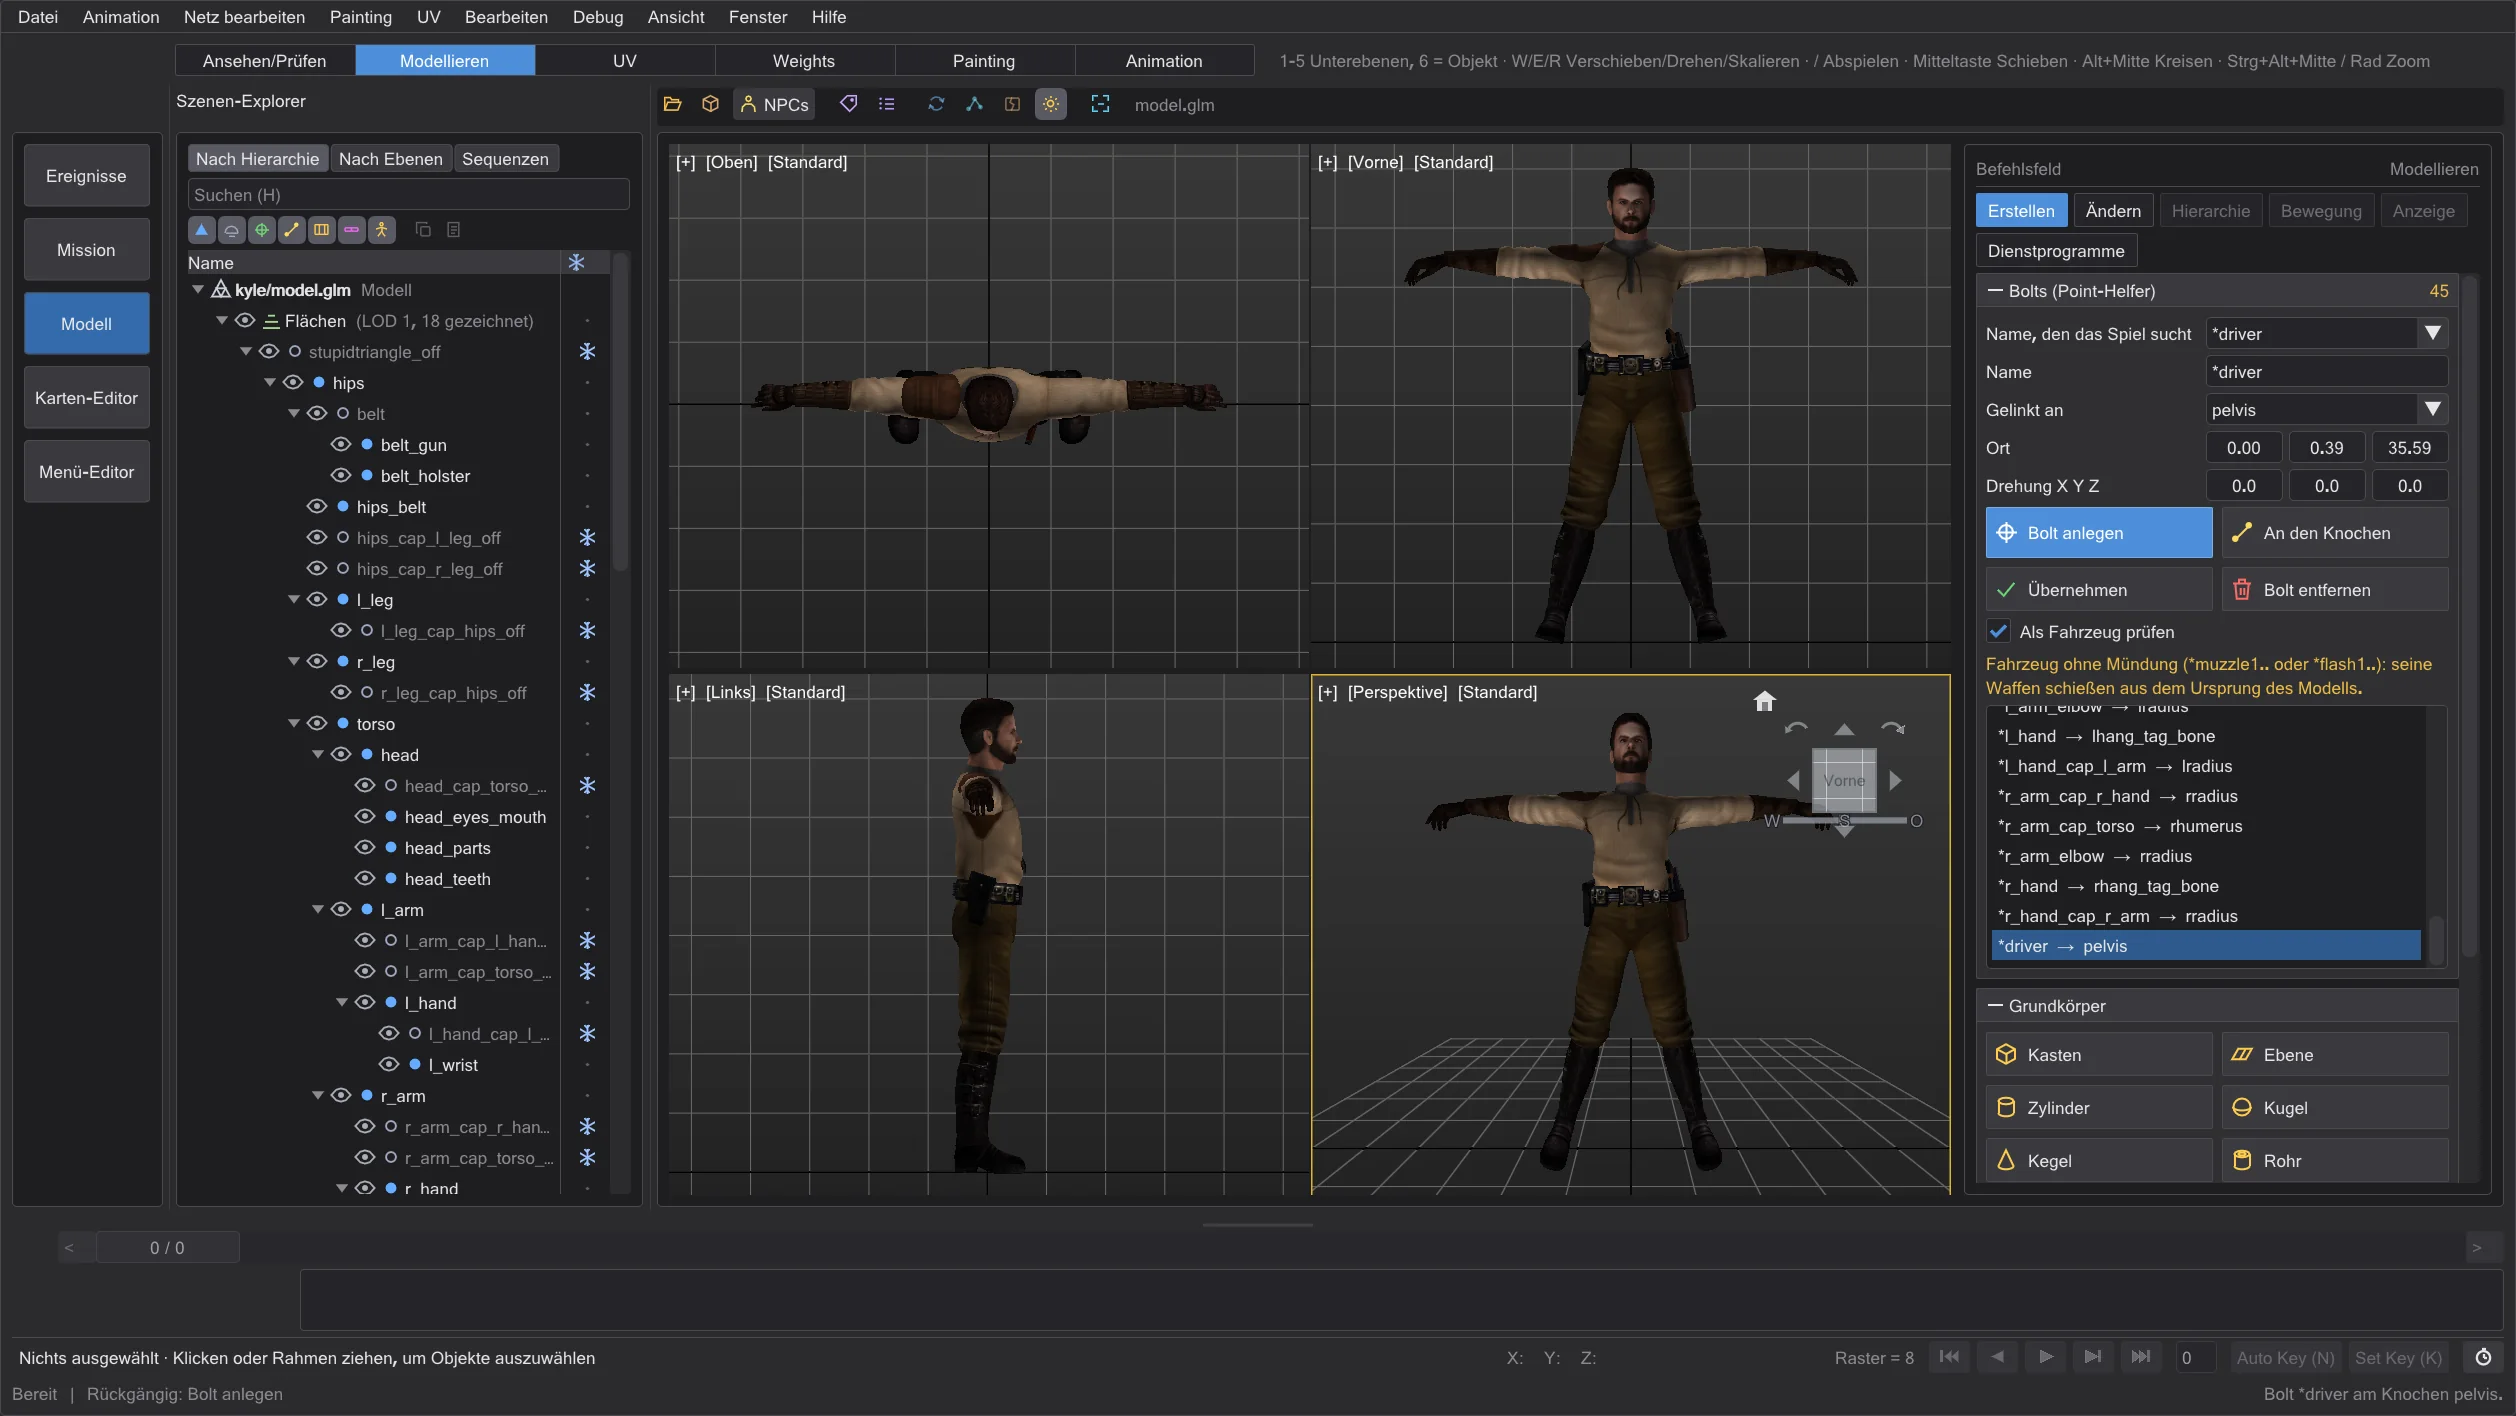 Datei Animation Netz bearbeiten Painting UV Bearbeiten Debug Ansicht Fenster Hilfe
Ansehen/Prüfen Modellieren UV Weights Painting Animation 1-5 Unterebenen, 6 = Objekt · W/E/R Verschieben/Drehen/Skalieren · / Abspielen · Mitteltaste Schieben · Alt+Mitte Kreisen · Strg+Alt+Mitte / Rad Zoom
Szenen-Explorer
NPCs model.glm
Ereignisse
Mission
Modell
Karten-Editor
Menü-Editor
Nach Hierarchie Nach Ebenen Sequenzen
Suchen (H)
Name
kyle/model.glm Modell
Flächen (LOD 1, 18 gezeichnet)
stupidtriangle_off
hips
belt
belt_gun
belt_holster
hips_belt
hips_cap_l_leg_off
hips_cap_r_leg_off
l_leg
l_leg_cap_hips_off
r_leg
r_leg_cap_hips_off
torso
head
head_cap_torso_...
head_eyes_mouth
head_parts
head_teeth
l_arm
l_arm_cap_l_han...
l_arm_cap_torso_...
l_hand
l_hand_cap_l_...
l_wrist
r_arm
r_arm_cap_r_han...
r_arm_cap_torso_...
r_hand
[+] [Oben] [Standard]
[+] [Vorne] [Standard]
[+] [Links] [Standard]
[+] [Perspektive] [Standard]
Vorne
W S O
Befehlsfeld Modellieren
Erstellen Ändern Hierarchie Bewegung Anzeige
Dienstprogramme
Bolts (Point-Helfer) 45
Name, den das Spiel sucht *driver
Name *driver
Gelinkt an pelvis
Ort 0.00 0.39 35.59
Drehung X Y Z 0.0 0.0 0.0
Bolt anlegen An den Knochen
Übernehmen Bolt entfernen
Als Fahrzeug prüfen
Fahrzeug ohne Mündung (*muzzle1.. oder *flash1..): seine
Waffen schießen aus dem Ursprung des Modells.
*l_hand → lhang_tag_bone
*l_hand_cap_l_arm → lradius
*r_arm_cap_r_hand → rradius
*r_arm_cap_torso → rhumerus
*r_arm_elbow → rradius
*r_hand → rhang_tag_bone
*r_hand_cap_r_arm → rradius
*driver → pelvis
Grundkörper
Kasten Ebene
Zylinder Kugel
Kegel Rohr
< 0 / 0 >
Nichts ausgewählt · Klicken oder Rahmen ziehen, um Objekte auszuwählen X: Y: Z: Raster = 8 0 Auto Key (N) Set Key (K)
Bereit | Rückgängig: Bolt anlegen Bolt *driver am Knochen pelvis.